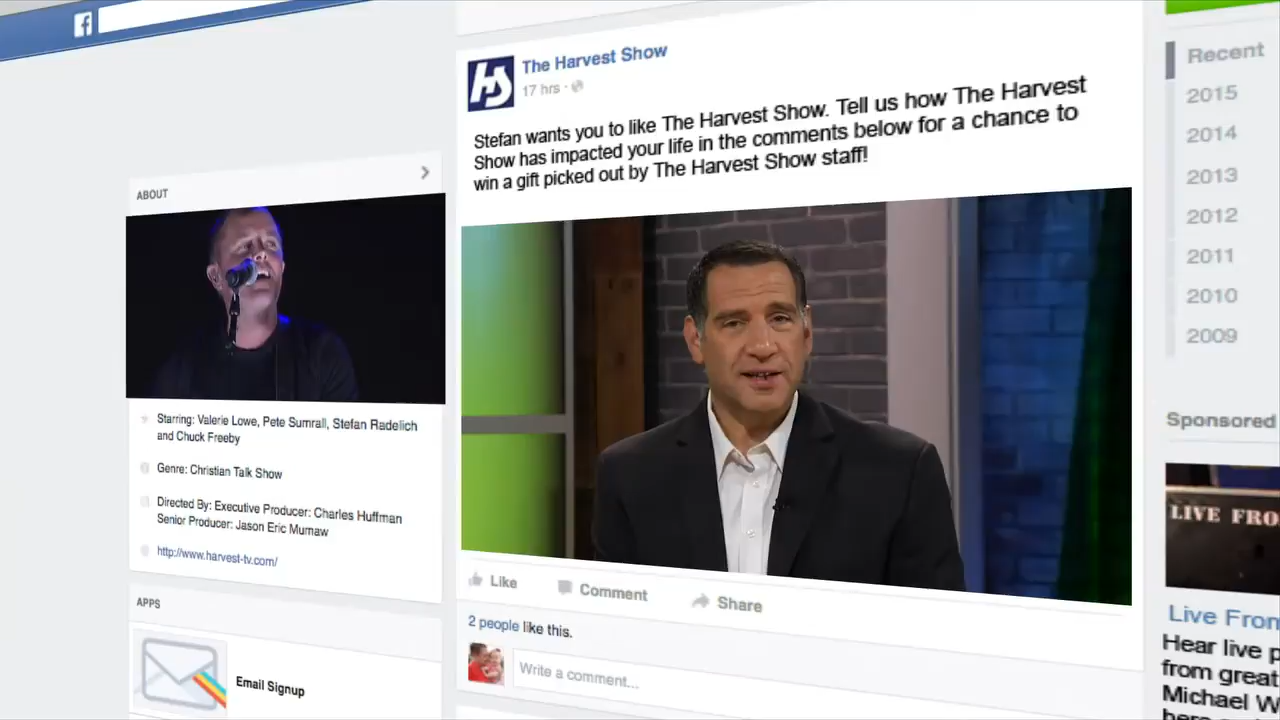 f
HS
The Harvest Show
17 hrs ·
Stefan wants you to like The Harvest Show. Tell us how The Harvest
Show has impacted your life in the comments below for a chance to
win a gift picked out by The Harvest Show staff!
Like
Comment
Share
2 people like this.
Write a comment...
ABOUT
Starring: Valerie Lowe, Pete Sumrall, Stefan Radelich
and Chuck Freeby
Genre: Christian Talk Show
Directed By: Executive Producer: Charles Huffman
Senior Producer: Jason Eric Mumaw
http://www.harvest-tv.com/
APPS
Email Signup
Recent
2015
2014
2013
2012
2011
2010
2009
Sponsored
LIVE FRO
Live From
Hear live p
from great
Michael W